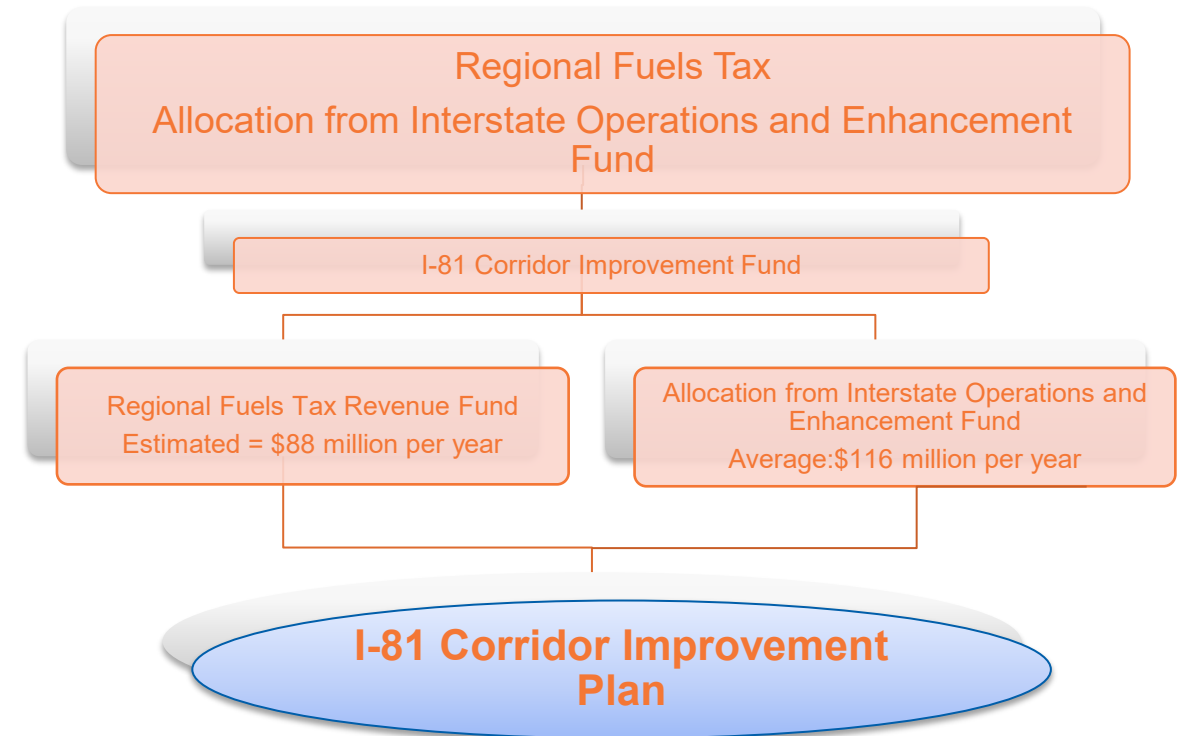 Regional Fuels Tax
Allocation from Interstate Operations and Enhancement
Fund
I-81 Corridor Improvement Fund
Regional Fuels Tax Revenue Fund
Estimated = $88 million per year
Allocation from Interstate Operations and
Enhancement Fund
Average:$116 million per year
I-81 Corridor Improvement
Plan